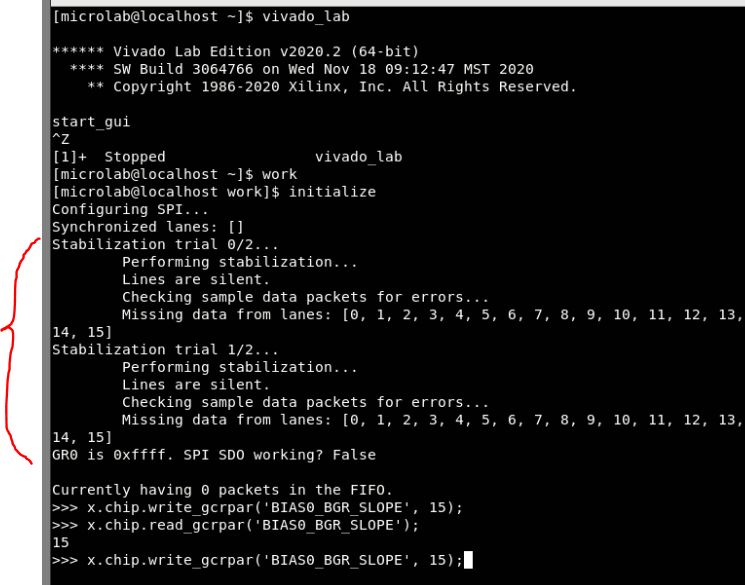 [microlab@localhost ~]$ vivado_lab
****** Vivado Lab Edition v2020.2 (64-bit)
**** SW Build 3064766 on Wed Nov 18 09:12:47 MST 2020
** Copyright 1986-2020 Xilinx, Inc. All Rights Reserved.
start_gui
^Z
[1]+  Stopped                 vivado_lab
[microlab@localhost ~]$ work
[microlab@localhost work]$ initialize
Configuring SPI...
Synchronized lanes: []
Stabilization trial 0/2...
Performing stabilization...
Lines are silent.
Checking sample data packets for errors...
Missing data from lanes: [0, 1, 2, 3, 4, 5, 6, 7, 8, 9, 10, 11, 12, 13,
14, 15]
Stabilization trial 1/2...
Performing stabilization...
Lines are silent.
Checking sample data packets for errors...
Missing data from lanes: [0, 1, 2, 3, 4, 5, 6, 7, 8, 9, 10, 11, 12, 13,
14, 15]
GR0 is 0xffff. SPI SDO working? False
Currently having 0 packets in the FIFO.
>>> x.chip.write_gcrpar('BIAS0_BGR_SLOPE', 15);
>>> x.chip.read_gcrpar('BIAS0_BGR_SLOPE');
15
>>> x.chip.write_gcrpar('BIAS0_BGR_SLOPE', 15);